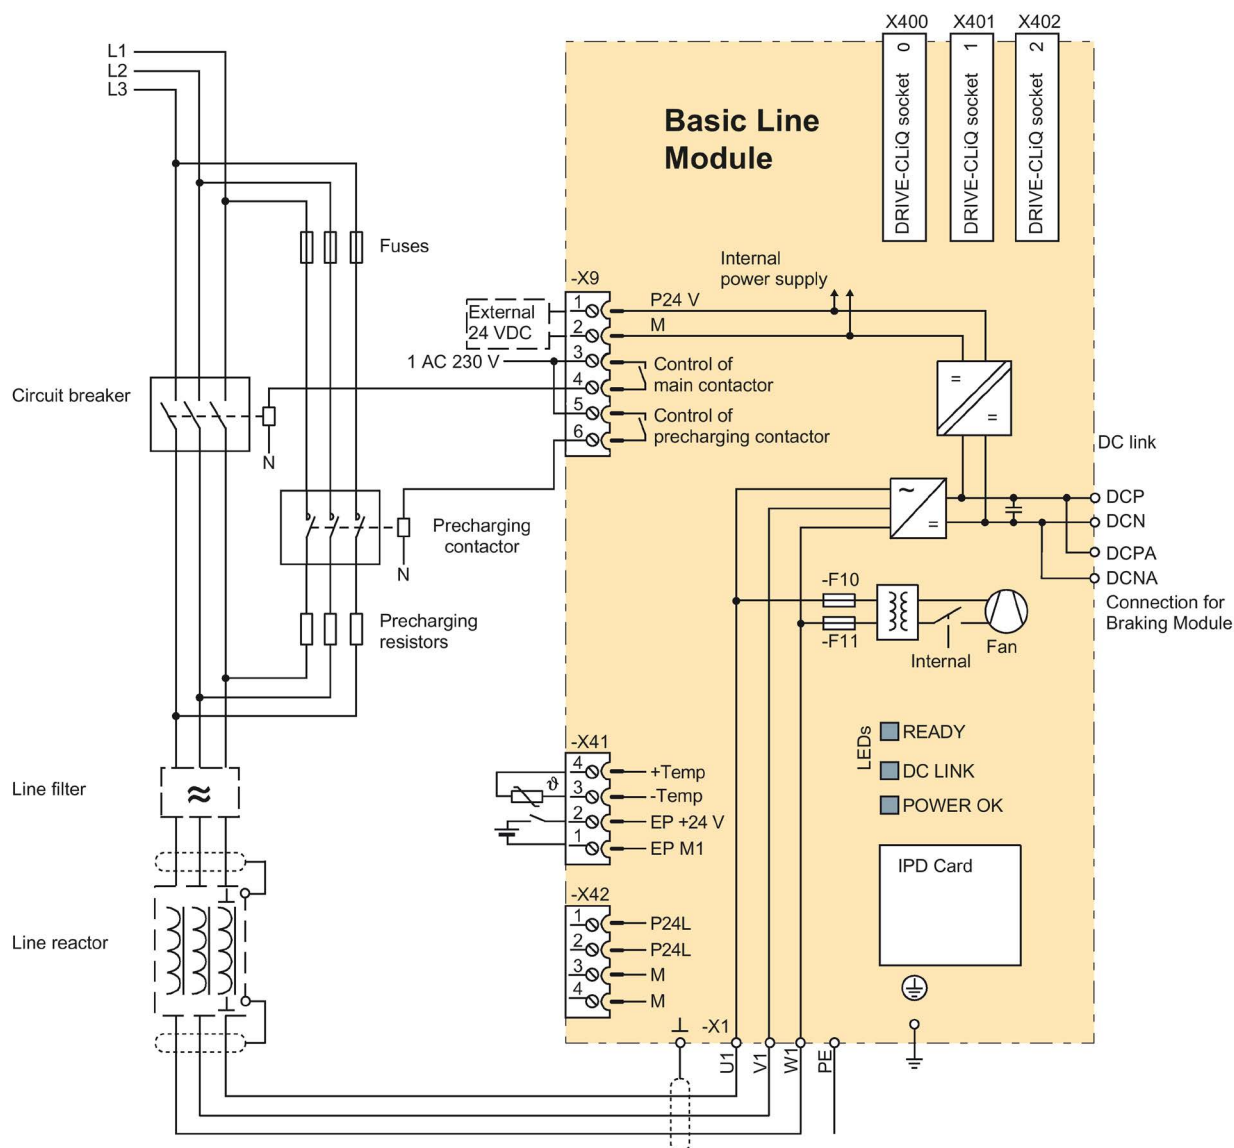 X400
X401
X402
0
DRIVE-CLiQ socket
1
DRIVE-CLiQ socket
2
DRIVE-CLiQ socket
L1
L2
L3
Basic Line
Module
Fuses
Internal
power supply
-X9
External
24 VDC
1 AC 230 V
1
2
3
4
5
6
P24 V
M
Control of
main contactor
Control of
precharging contactor
=
=
Circuit breaker
N
DC link
~
=
DCP
DCN
DCPA
DCNA
Connection for
Braking Module
Precharging
contactor
N
-F10
-F11
Internal
Fan
Precharging
resistors
LEDs
READY
DC LINK
POWER OK
-X41
ϑ
4
3
2
1
+Temp
-Temp
EP +24 V
EP M1
Line filter
≈
IPD Card
-X42
1
2
3
4
P24L
P24L
M
M
Line reactor
-X1
U1
V1
W1
PE